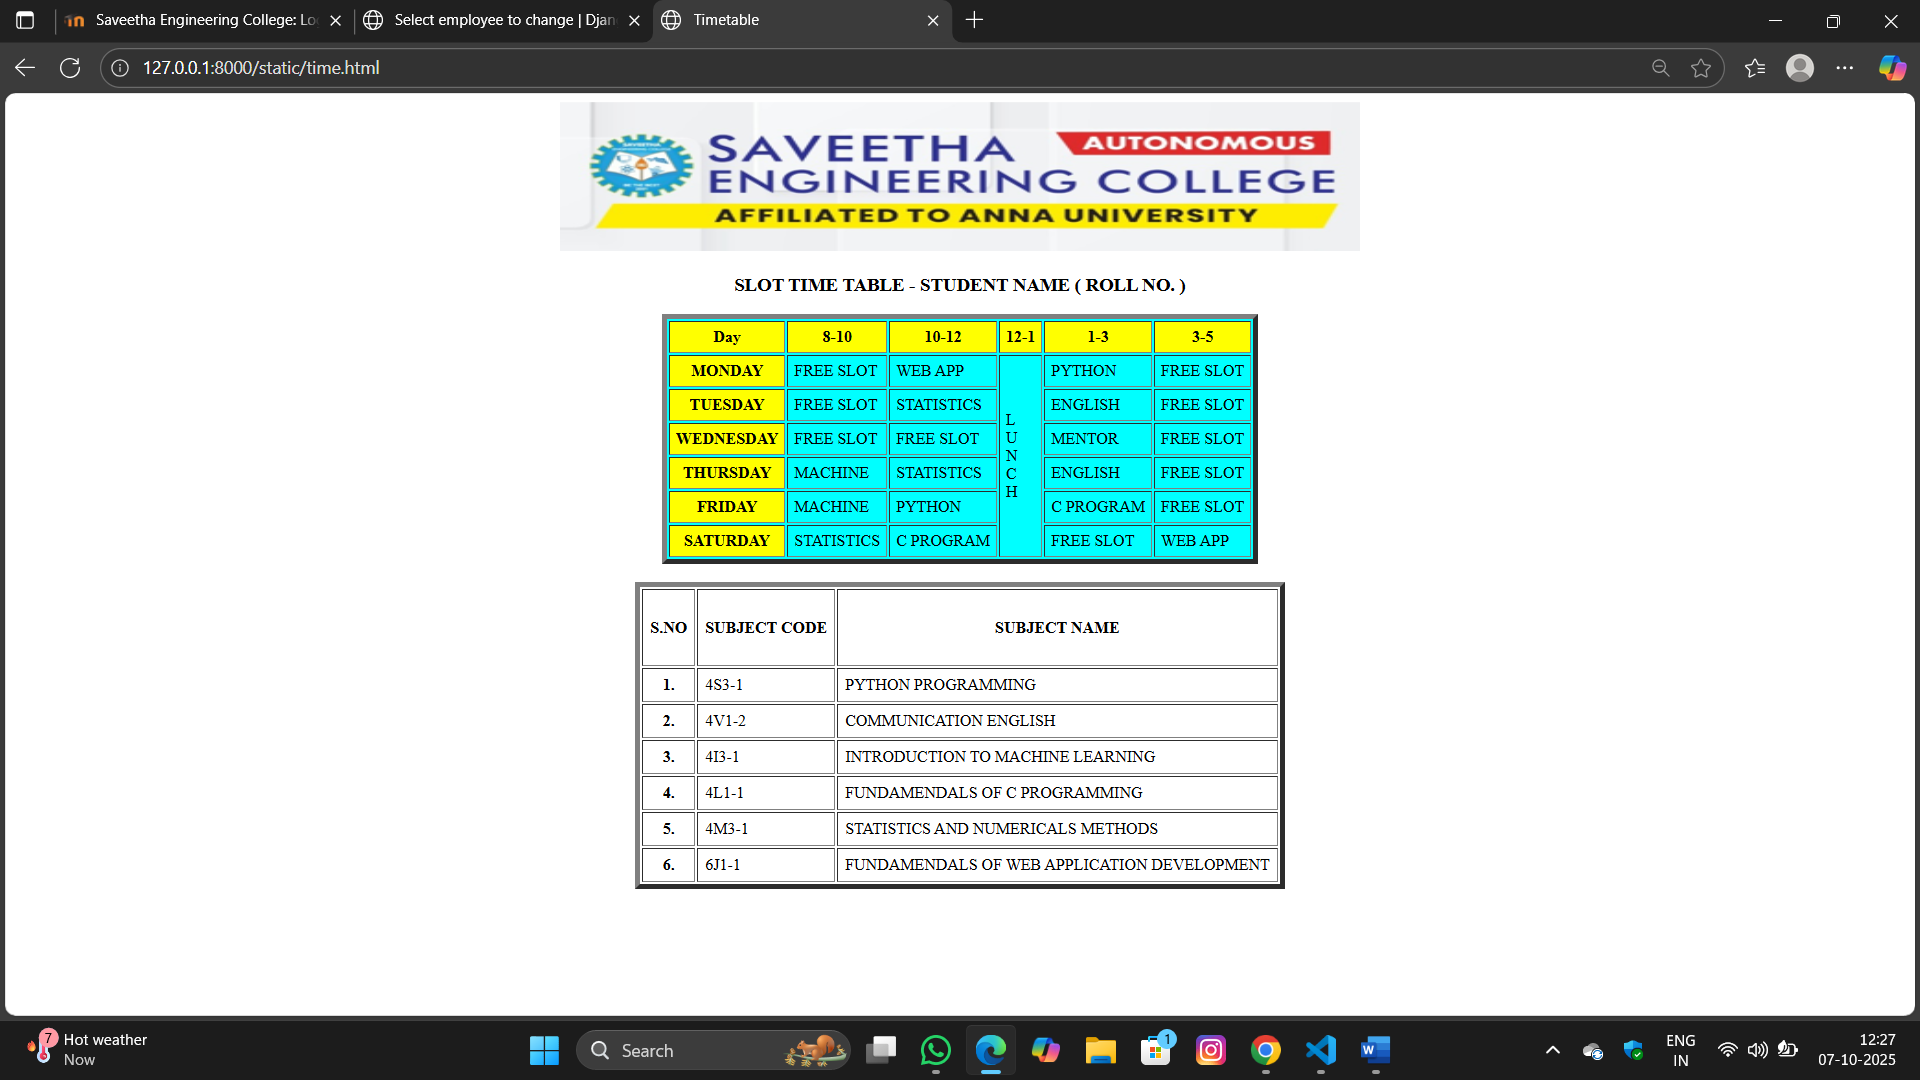 Saveetha Engineering College: Lo
Select employee to change | Djan
Timetable
127.0.0.1:8000/static/time.html
SAVEETHA AUTONOMOUS
ENGINEERING COLLEGE
AFFILIATED TO ANNA UNIVERSITY
SLOT TIME TABLE - STUDENT NAME ( ROLL NO. )
Day 8-10 10-12 12-1 1-3 3-5
MONDAY FREE SLOT WEB APP L U N C H PYTHON FREE SLOT
TUESDAY FREE SLOT STATISTICS ENGLISH FREE SLOT
WEDNESDAY FREE SLOT FREE SLOT MENTOR FREE SLOT
THURSDAY MACHINE STATISTICS ENGLISH FREE SLOT
FRIDAY MACHINE PYTHON C PROGRAM FREE SLOT
SATURDAY STATISTICS C PROGRAM FREE SLOT WEB APP
S.NO SUBJECT CODE SUBJECT NAME
1. 4S3-1 PYTHON PROGRAMMING
2. 4V1-2 COMMUNICATION ENGLISH
3. 4I3-1 INTRODUCTION TO MACHINE LEARNING
4. 4L1-1 FUNDAMENDALS OF C PROGRAMMING
5. 4M3-1 STATISTICS AND NUMERICALS METHODS
6. 6J1-1 FUNDAMENDALS OF WEB APPLICATION DEVELOPMENT
7 Hot weather
Now
Search
1
ENG
IN
12:27
07-10-2025